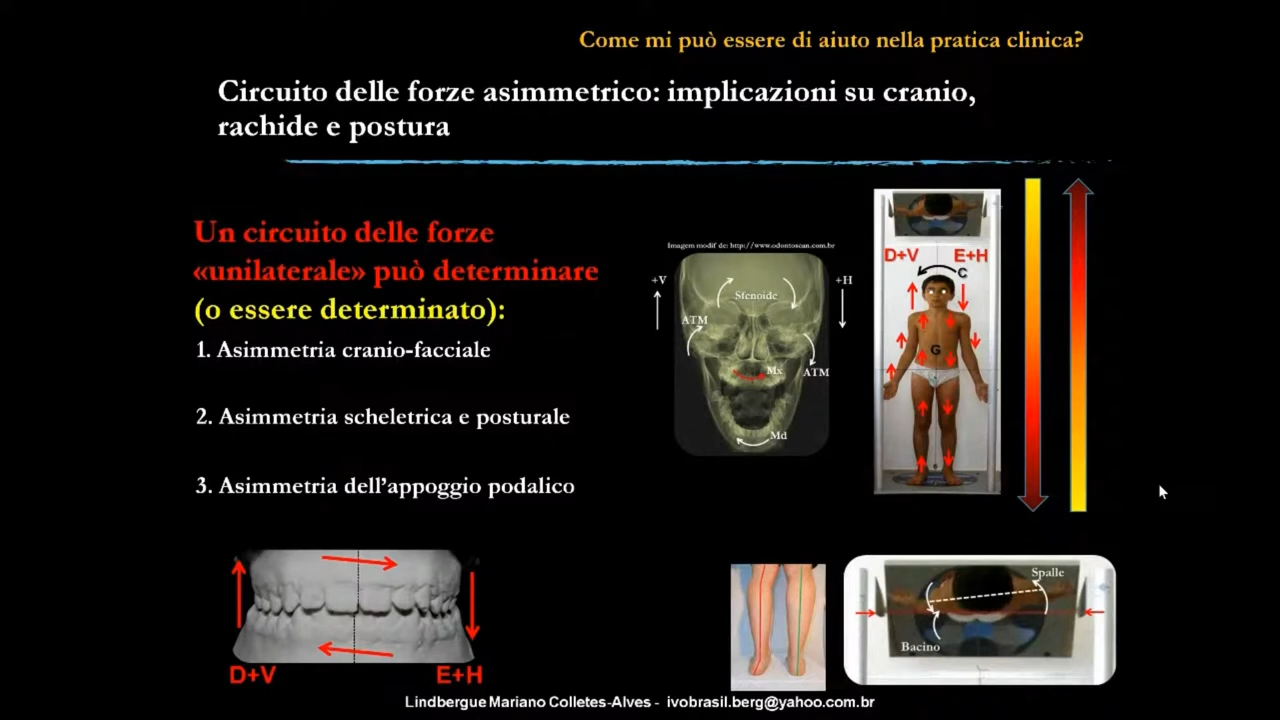 Come mi può essere di aiuto nella pratica clinica?
Circuito delle forze asimmetrico: implicazioni su cranio,
rachide e postura
Un circuito delle forze
«unilaterale» può determinare
(o essere determinato):
1. Asimmetria cranio-facciale
2. Asimmetria scheletrica e posturale
3. Asimmetria dell’appoggio podalico
Imagem modif de: http://www.odontoscan.com.br
+V
+H
Sfenoide
ATM
Mx
ATM
Md
D+V
E+H
C
G
D+V
E+H
Spalle
Bacino
Lindbergue Mariano Colletes-Alves - ivobrasil.berg@yahoo.com.br